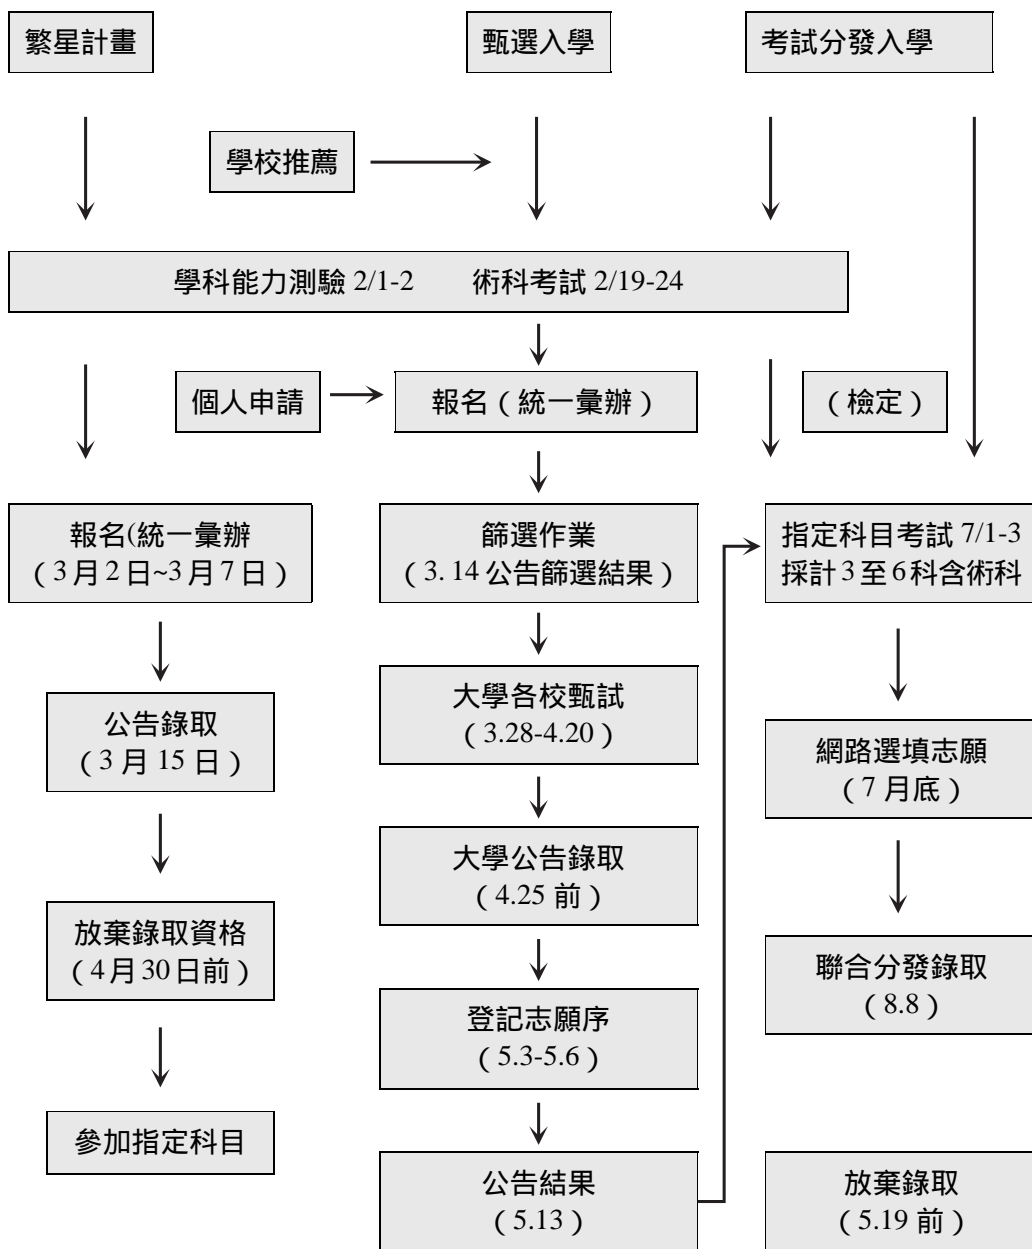 繁星計畫
甄選入學
考試分發入學
學校推薦
學科能力測驗 2/1-2 術科考試 2/19-24
個人申請
報名（統一彙辦）
（檢定）
報名(統一彙辦
（3月2日~3月7日）
篩選作業
（3. 14公告篩選結果）
指定科目考試 7/1-3
採計3至6科含術科
公告錄取
（3 月 15 日）
大學各校甄試
（3.28-4.20）
網路選填志願
（7 月底）
大學公告錄取
（4.25 前）
放棄錄取資格
（4月30日前）
聯合分發錄取
（8.8）
登記志願序
（5.3-5.6）
參加指定科目
公告結果
（5.13）
放棄錄取
（5.19 前）